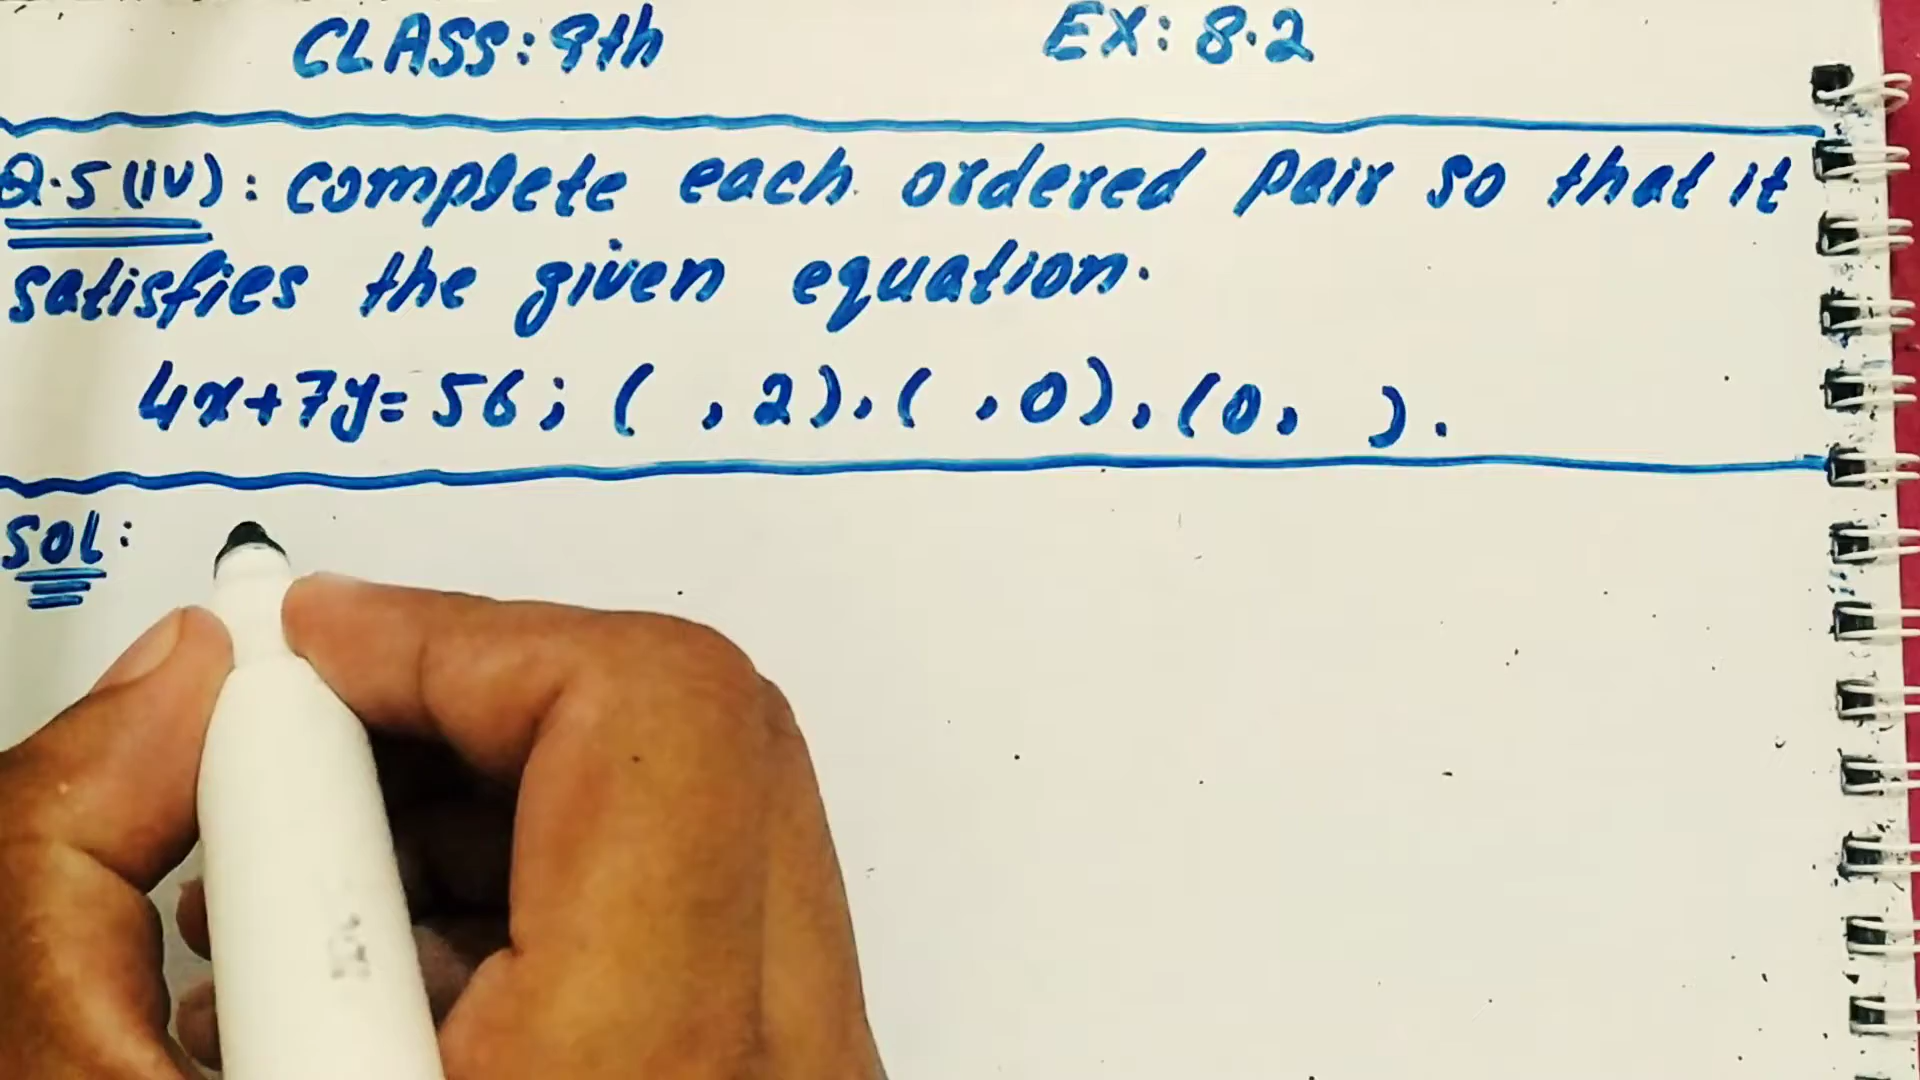 CLASS: 9th EX: 8.2
Q.5(iv): complete each ordered pair so that it
satisfies the given equation.
4x+7y=56; ( , 2), ( , 0), (0, ).
SOL: